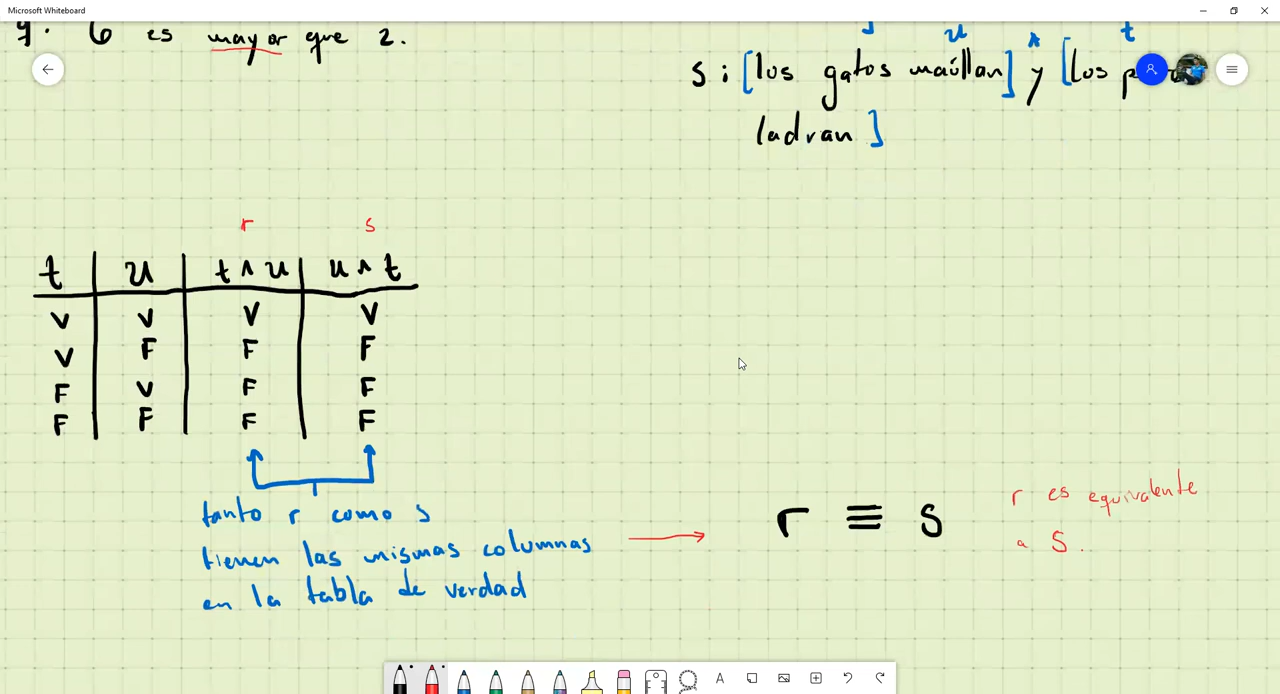 Microsoft Whiteboard
6 es mayor que 2.
u ∧ t
s : [los gatos maúllan] y [los
ladran]
r s
t u t ∧ u u ∧ t
V V V V
V F F F
F V F F
F F F F
tanto r como s
tienen las mismas columnas
en la tabla de verdad
r ≡ s
r es equivalente
a s.
A